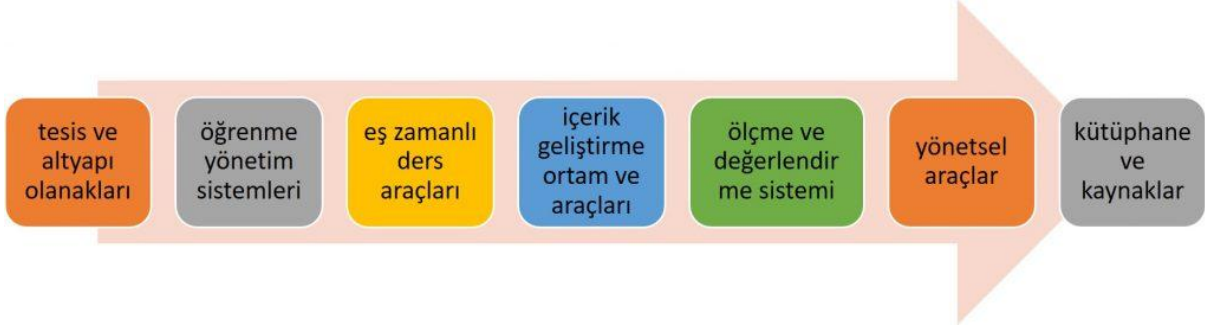 tesis ve
altyapı
olanakları
öğrenme
yönetim
sistemleri
eş zamanlı
ders
araçları
içerik
geliştirme
ortam ve
araçları
ölçme ve
değerlendir
me sistemi
yönetsel
araçlar
kütüphane
ve
kaynaklar